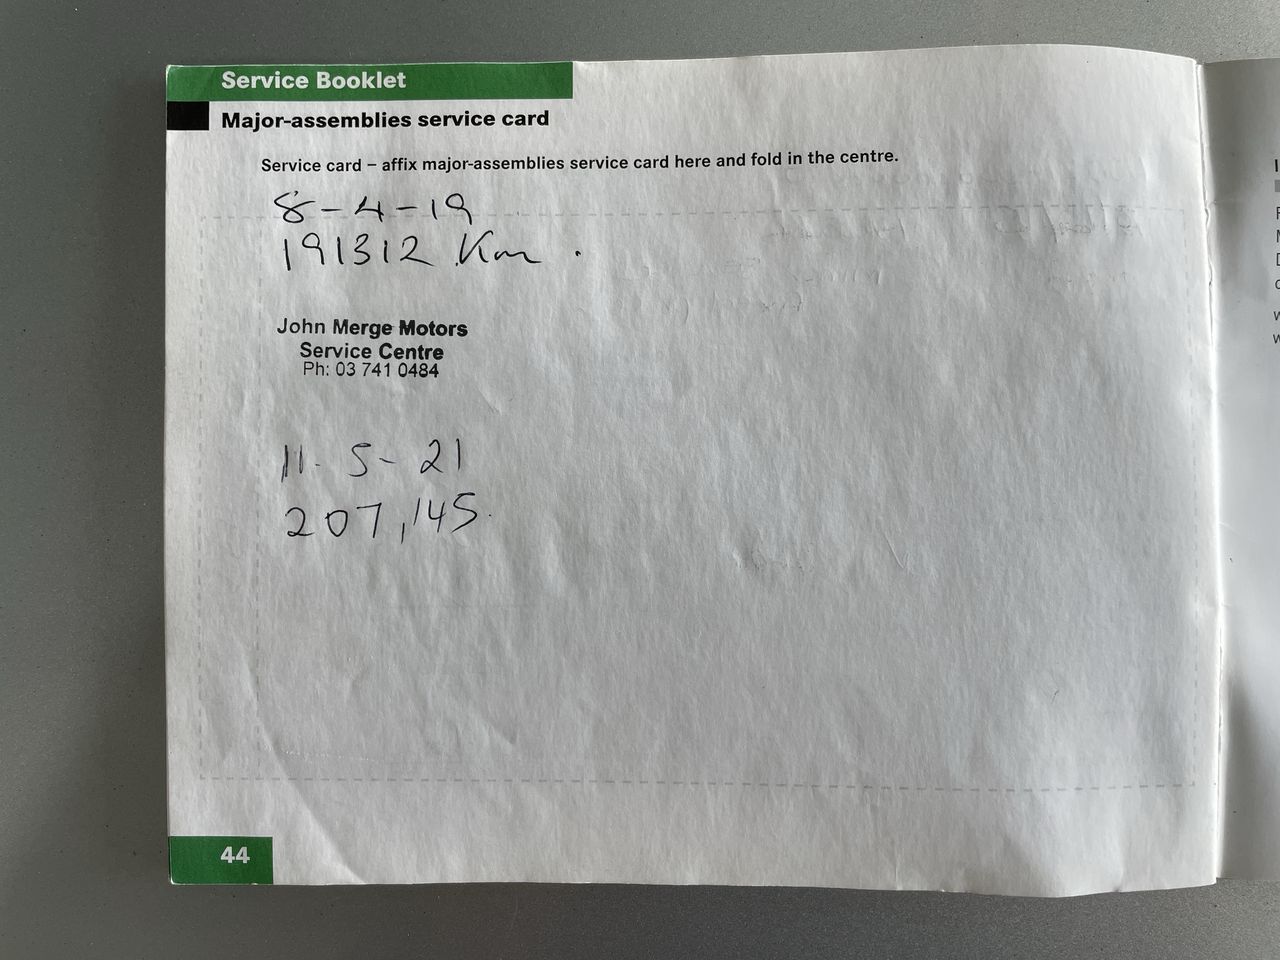 Service Booklet
Major-assemblies service card
Service card – affix major-assemblies service card here and fold in the centre.
8-4-19
191312 Km .
John Merge Motors
Service Centre
Ph: 03 741 0484
11. 5- 21
207,145.
44